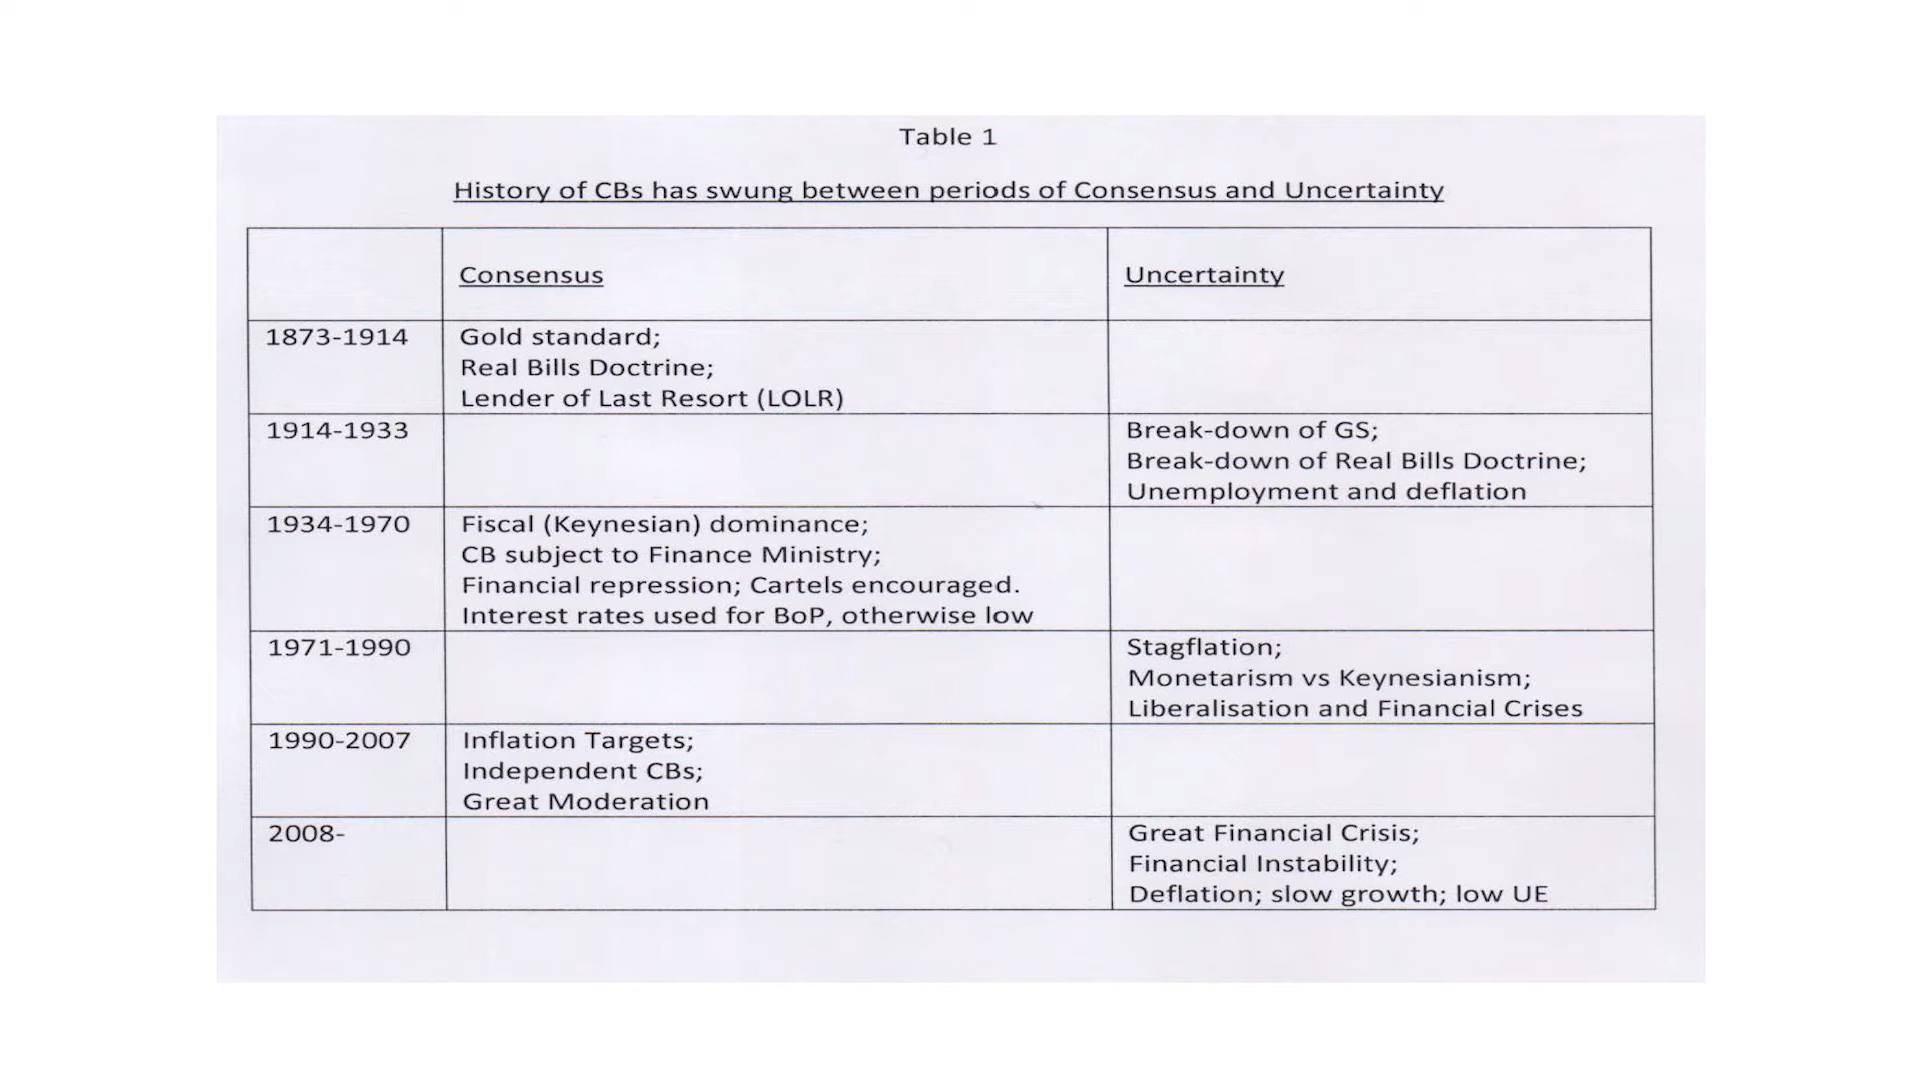 Table 1
History of CBs has swung between periods of Consensus and Uncertainty
Consensus
Uncertainty
1873-1914
Gold standard;
Real Bills Doctrine;
Lender of Last Resort (LOLR)
1914-1933
Break-down of GS;
Break-down of Real Bills Doctrine;
Unemployment and deflation
1934-1970
Fiscal (Keynesian) dominance;
CB subject to Finance Ministry;
Financial repression; Cartels encouraged.
Interest rates used for BoP, otherwise low
1971-1990
Stagflation;
Monetarism vs Keynesianism;
Liberalisation and Financial Crises
1990-2007
Inflation Targets;
Independent CBs;
Great Moderation
2008-
Great Financial Crisis;
Financial Instability;
Deflation; slow growth; low UE